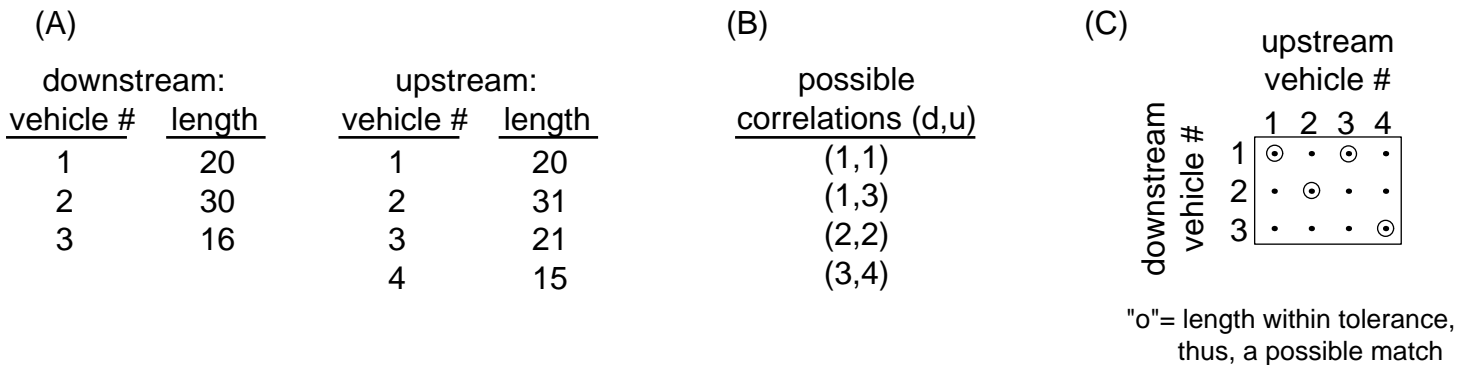 (A)
downstream:
vehicle # length
1 20
2 30
3 16
upstream:
vehicle # length
1 20
2 31
3 21
4 15
(B)
possible
correlations (d,u)
(1,1)
(1,3)
(2,2)
(3,4)
(C)
upstream
vehicle #
1 2 3 4
downstream
vehicle #
1
2
3
"o"= length within tolerance,
thus, a possible match